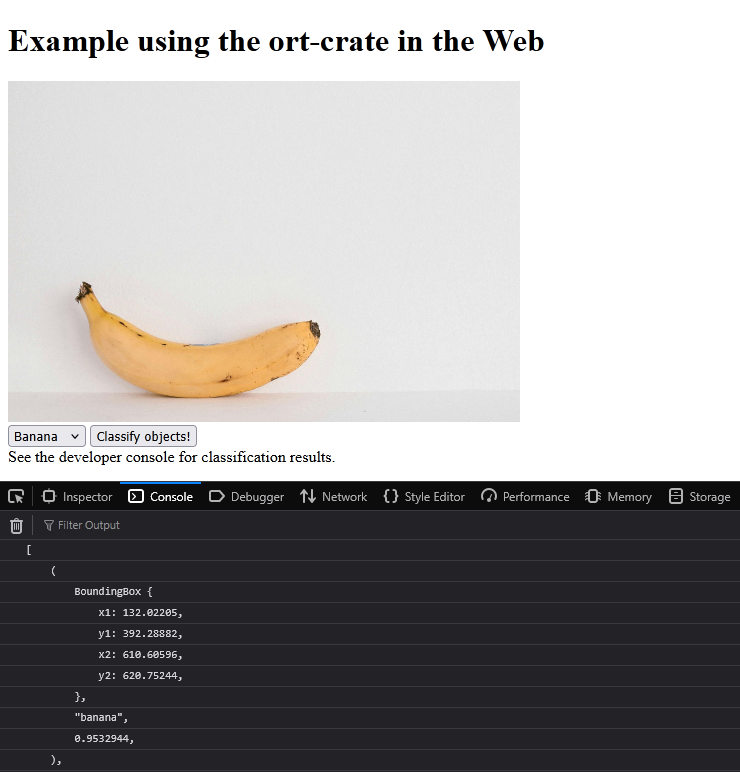 Example using the ort-crate in the Web
Banana
Classify objects!
See the developer console for classification results.
Inspector
Console
Debugger
Network
Style Editor
Performance
Memory
Storage
Filter Output
[
(
BoundingBox {
x1: 132.02205,
y1: 392.28882,
x2: 610.60596,
y2: 620.75244,
},
"banana",
0.9532944,
),